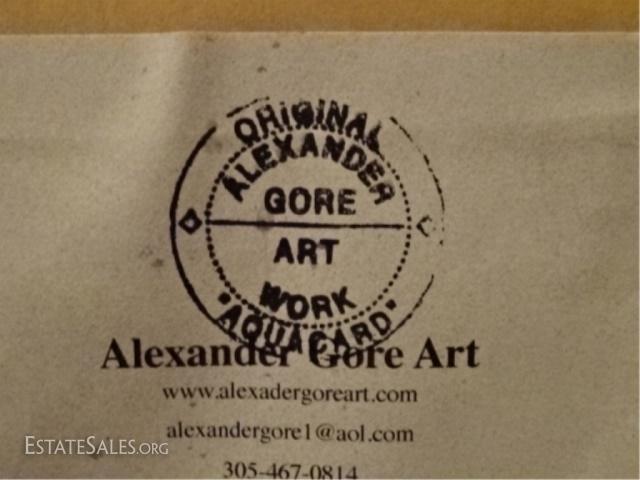 ORIGINAL
ALEXANDER
GORE
ART
WORK
"AQUACARD"
Alexander Gore Art
www.alexadergoreart.com
alexandergore1@aol.com
305-467-0814
ESTATESALES.ORG